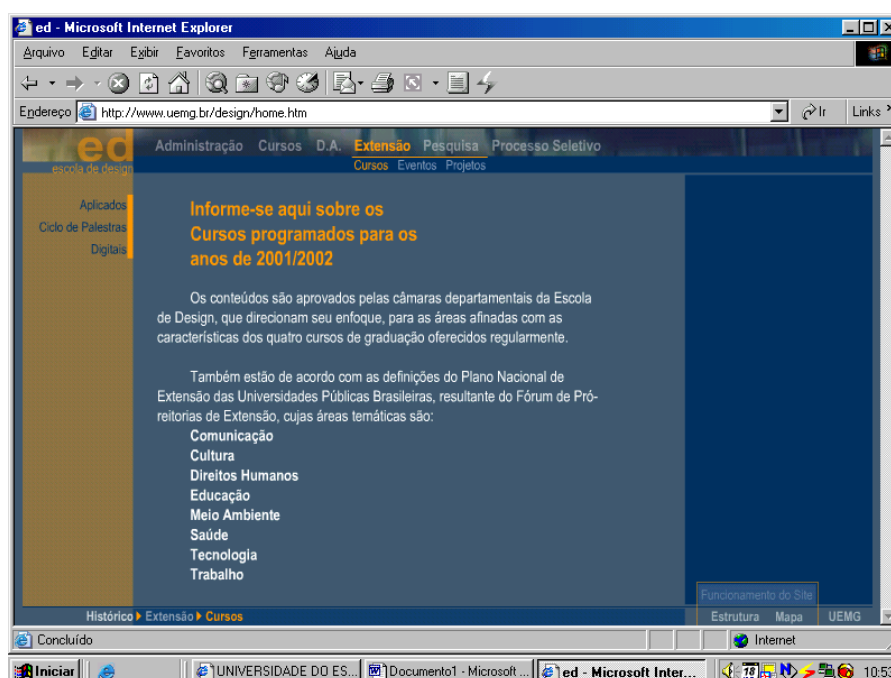 ed - Microsoft Internet Explorer
Arquivo Editar Exibir Favoritos Ferramentas Ajuda
Endereço http://www.uemg.br/design/home.htm Ir Links
ed
escola de design
Administração Cursos D.A. Extensão Pesquisa Processo Seletivo
Cursos Eventos Projetos
Aplicados
Ciclo de Palestras
Digitais
Informe-se aqui sobre os
Cursos programados para os
anos de 2001/2002
Os conteúdos são aprovados pelas câmaras departamentais da Escola
de Design, que direcionam seu enfoque, para as áreas afinadas com as
características dos quatro cursos de graduação oferecidos regularmente.
Também estão de acordo com as definições do Plano Nacional de
Extensão das Universidades Públicas Brasileiras, resultante do Fórum de Pró-
reitorias de Extensão, cujas áreas temáticas são:
Comunicação
Cultura
Direitos Humanos
Educação
Meio Ambiente
Saúde
Tecnologia
Trabalho
Funcionamento do Site
Histórico Extensão Cursos
Estrutura Mapa UEMG
Concluído Internet
Iniciar UNIVERSIDADE DO ES... Documento1 - Microsoft ... ed - Microsoft Inter... 18 10:53